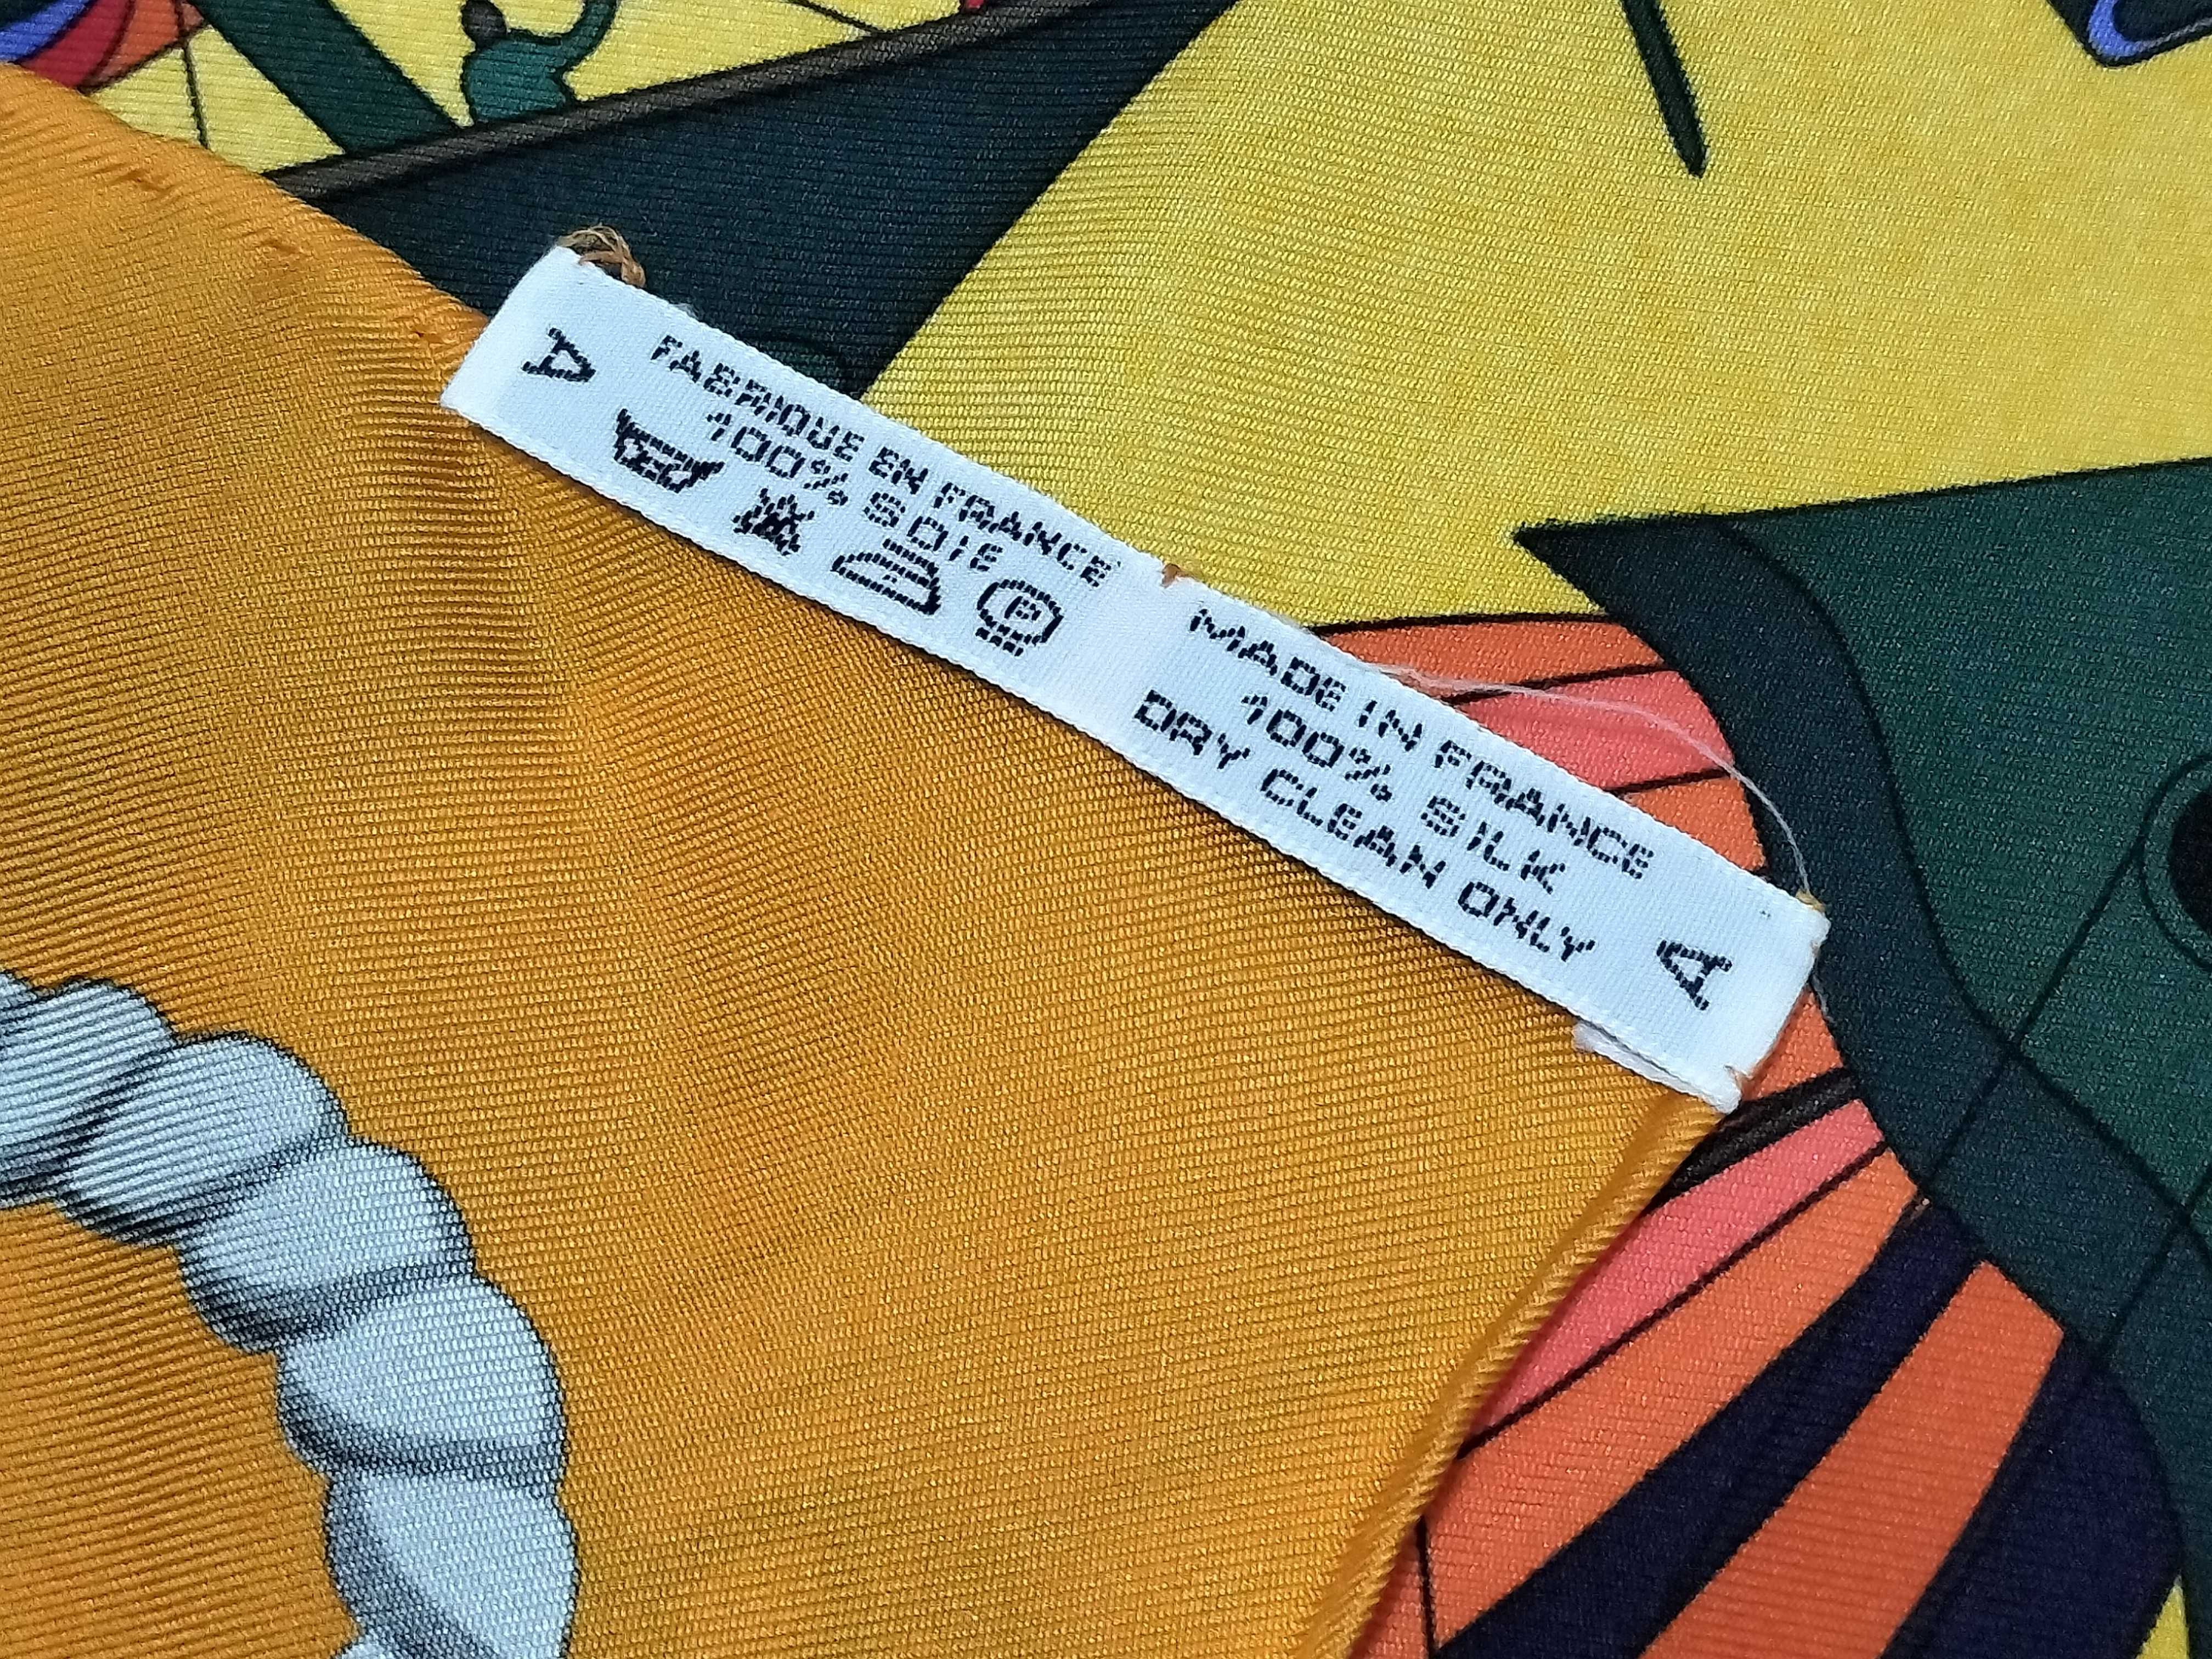 A
FABRIQUE EN FRANCE
100% SOIE
P
MADE IN FRANCE
100% SILK
DRY CLEAN ONLY
A